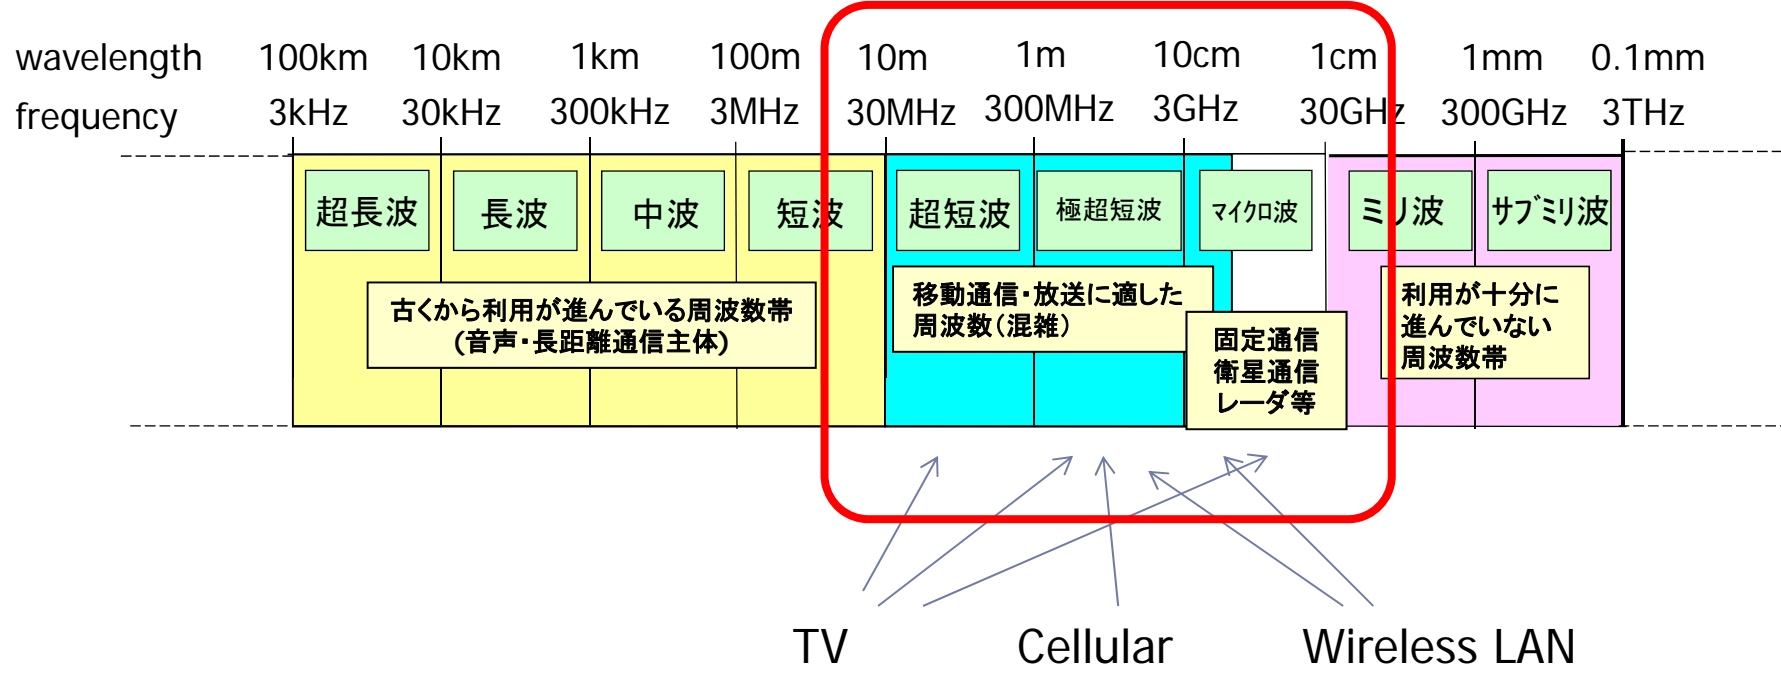 wavelength 100km 10km 1km 100m 10m 1m 10cm 1cm 1mm 0.1mm
frequency 3kHz 30kHz 300kHz 3MHz 30MHz 300MHz 3GHz 30GHz 300GHz 3THz
超長波 長波 中波 短波 超短波 極超短波 マイクロ波 ミリ波 サブミリ波
古くから利用が進んでいる周波数帯
(音声・長距離通信主体)
移動通信・放送に適した
周波数(混雑)
固定通信
衛星通信
レーダ等
利用が十分に
進んでいない
周波数帯
TV Cellular Wireless LAN